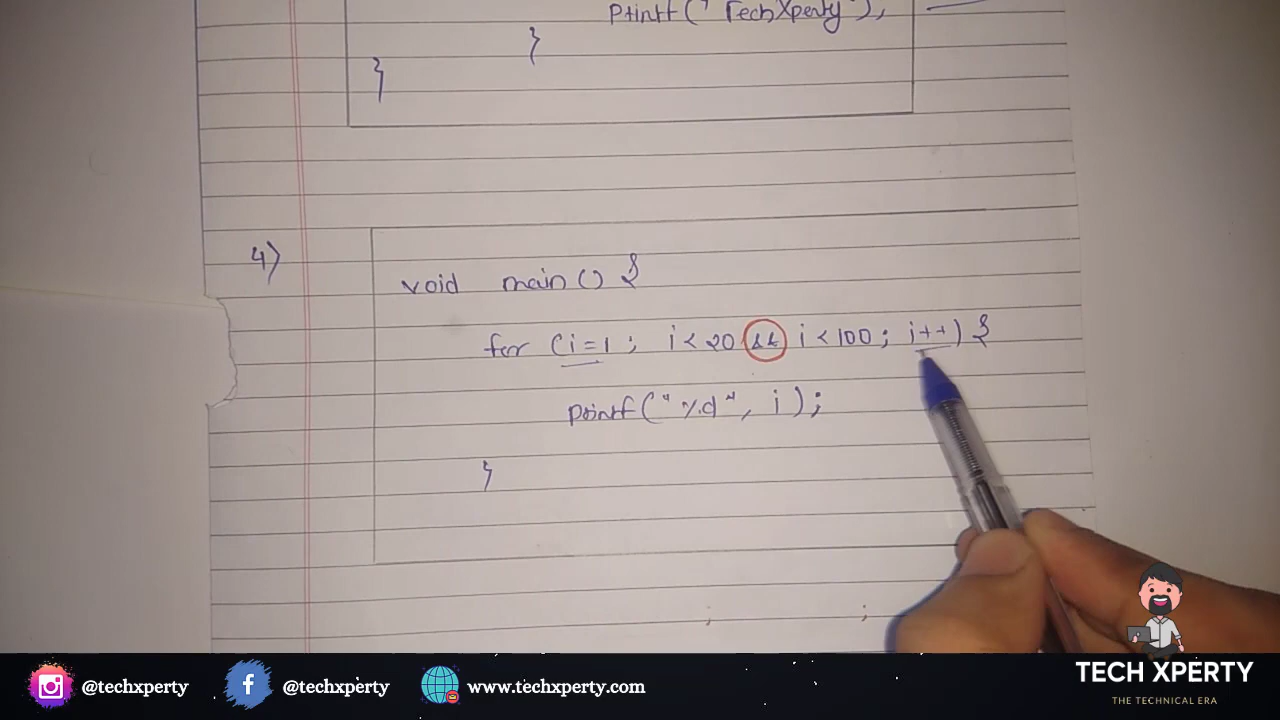 printf(" TechXperty");
}
}
4)
void main() {
for (i=1; i<20 && i<100; i++) {
printf("%d", i);
}
; ;
@techxperty @techxperty www.techxperty.com
TECH XPERTY
THE TECHNICAL ERA